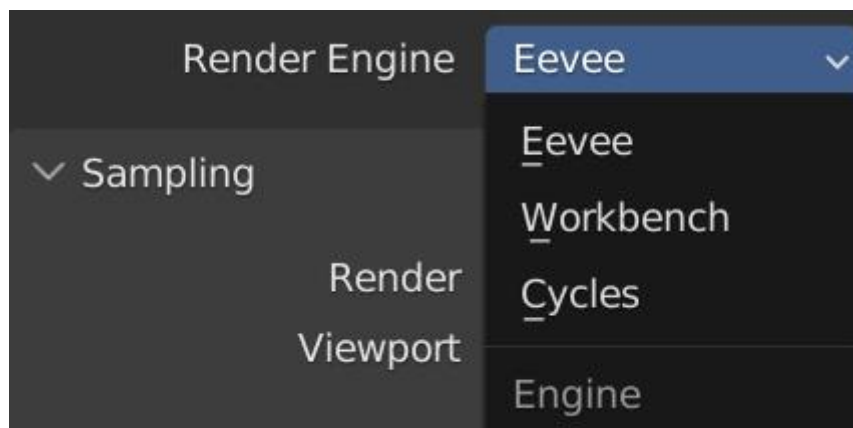 Render Engine Eevee
Eevee
Sampling
Workbench
Render
Cycles
Viewport
Engine